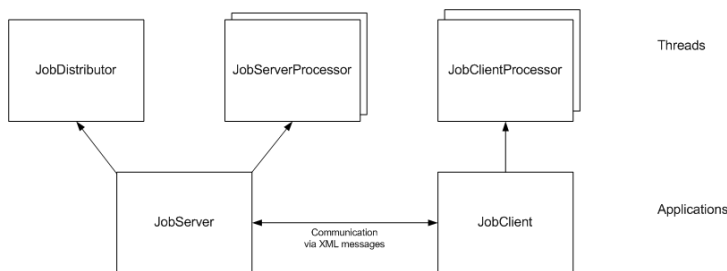 Threads
JobDistributor
JobServerProcessor
JobClientProcessor
JobServer
JobClient
Applications
Communication
via XML messages